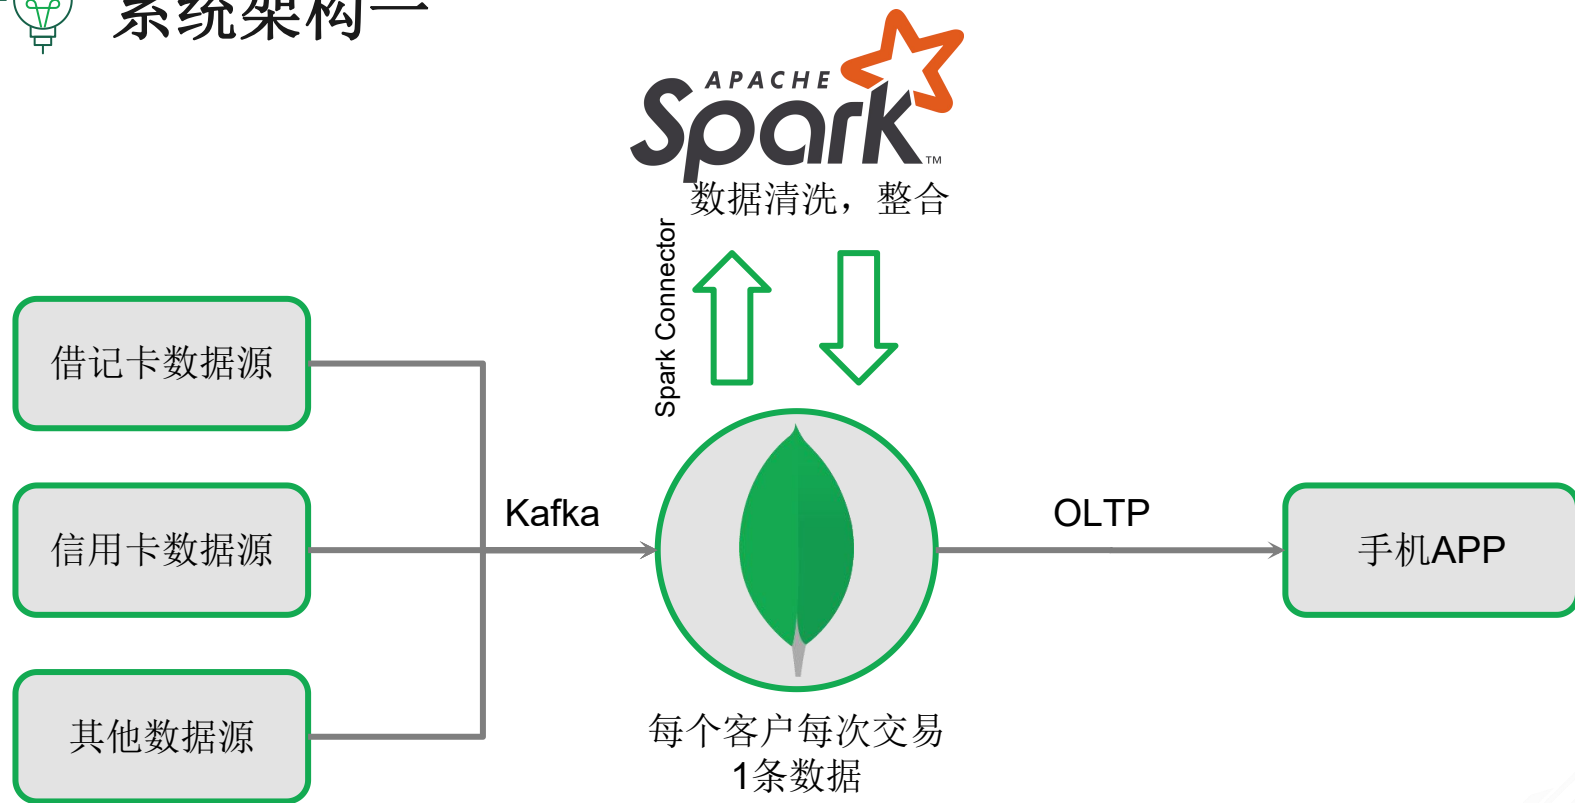 系统架构一
APACHE
Spark
TM
数据清洗，整合
Spark Connector
借记卡数据源
信用卡数据源
其他数据源
Kafka
OLTP
手机APP
每个客户每次交易
1条数据